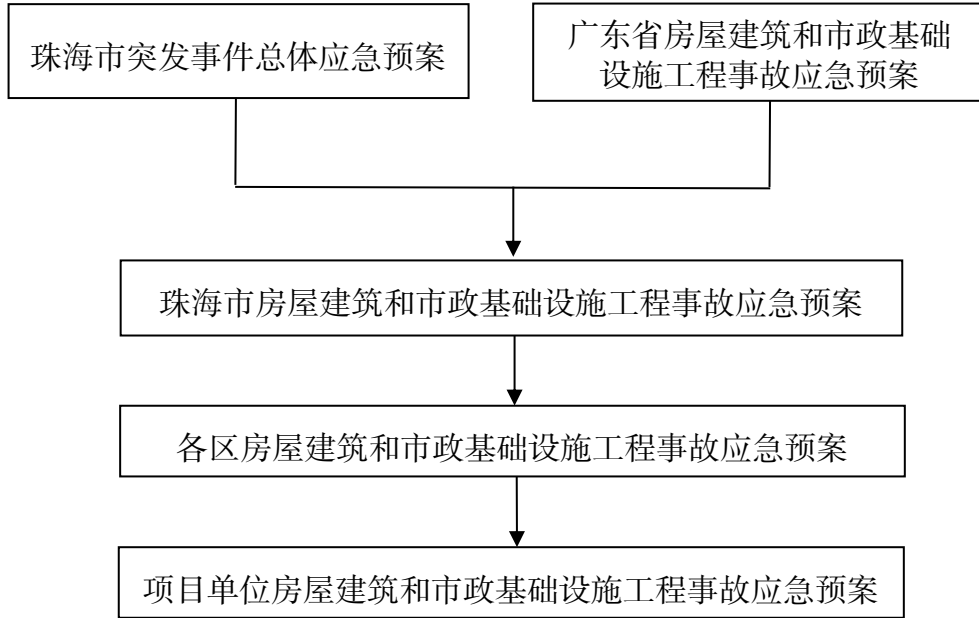 珠海市突发事件总体应急预案
广东省房屋建筑和市政基础
设施工程事故应急预案
珠海市房屋建筑和市政基础设施工程事故应急预案
各区房屋建筑和市政基础设施工程事故应急预案
项目单位房屋建筑和市政基础设施工程事故应急预案